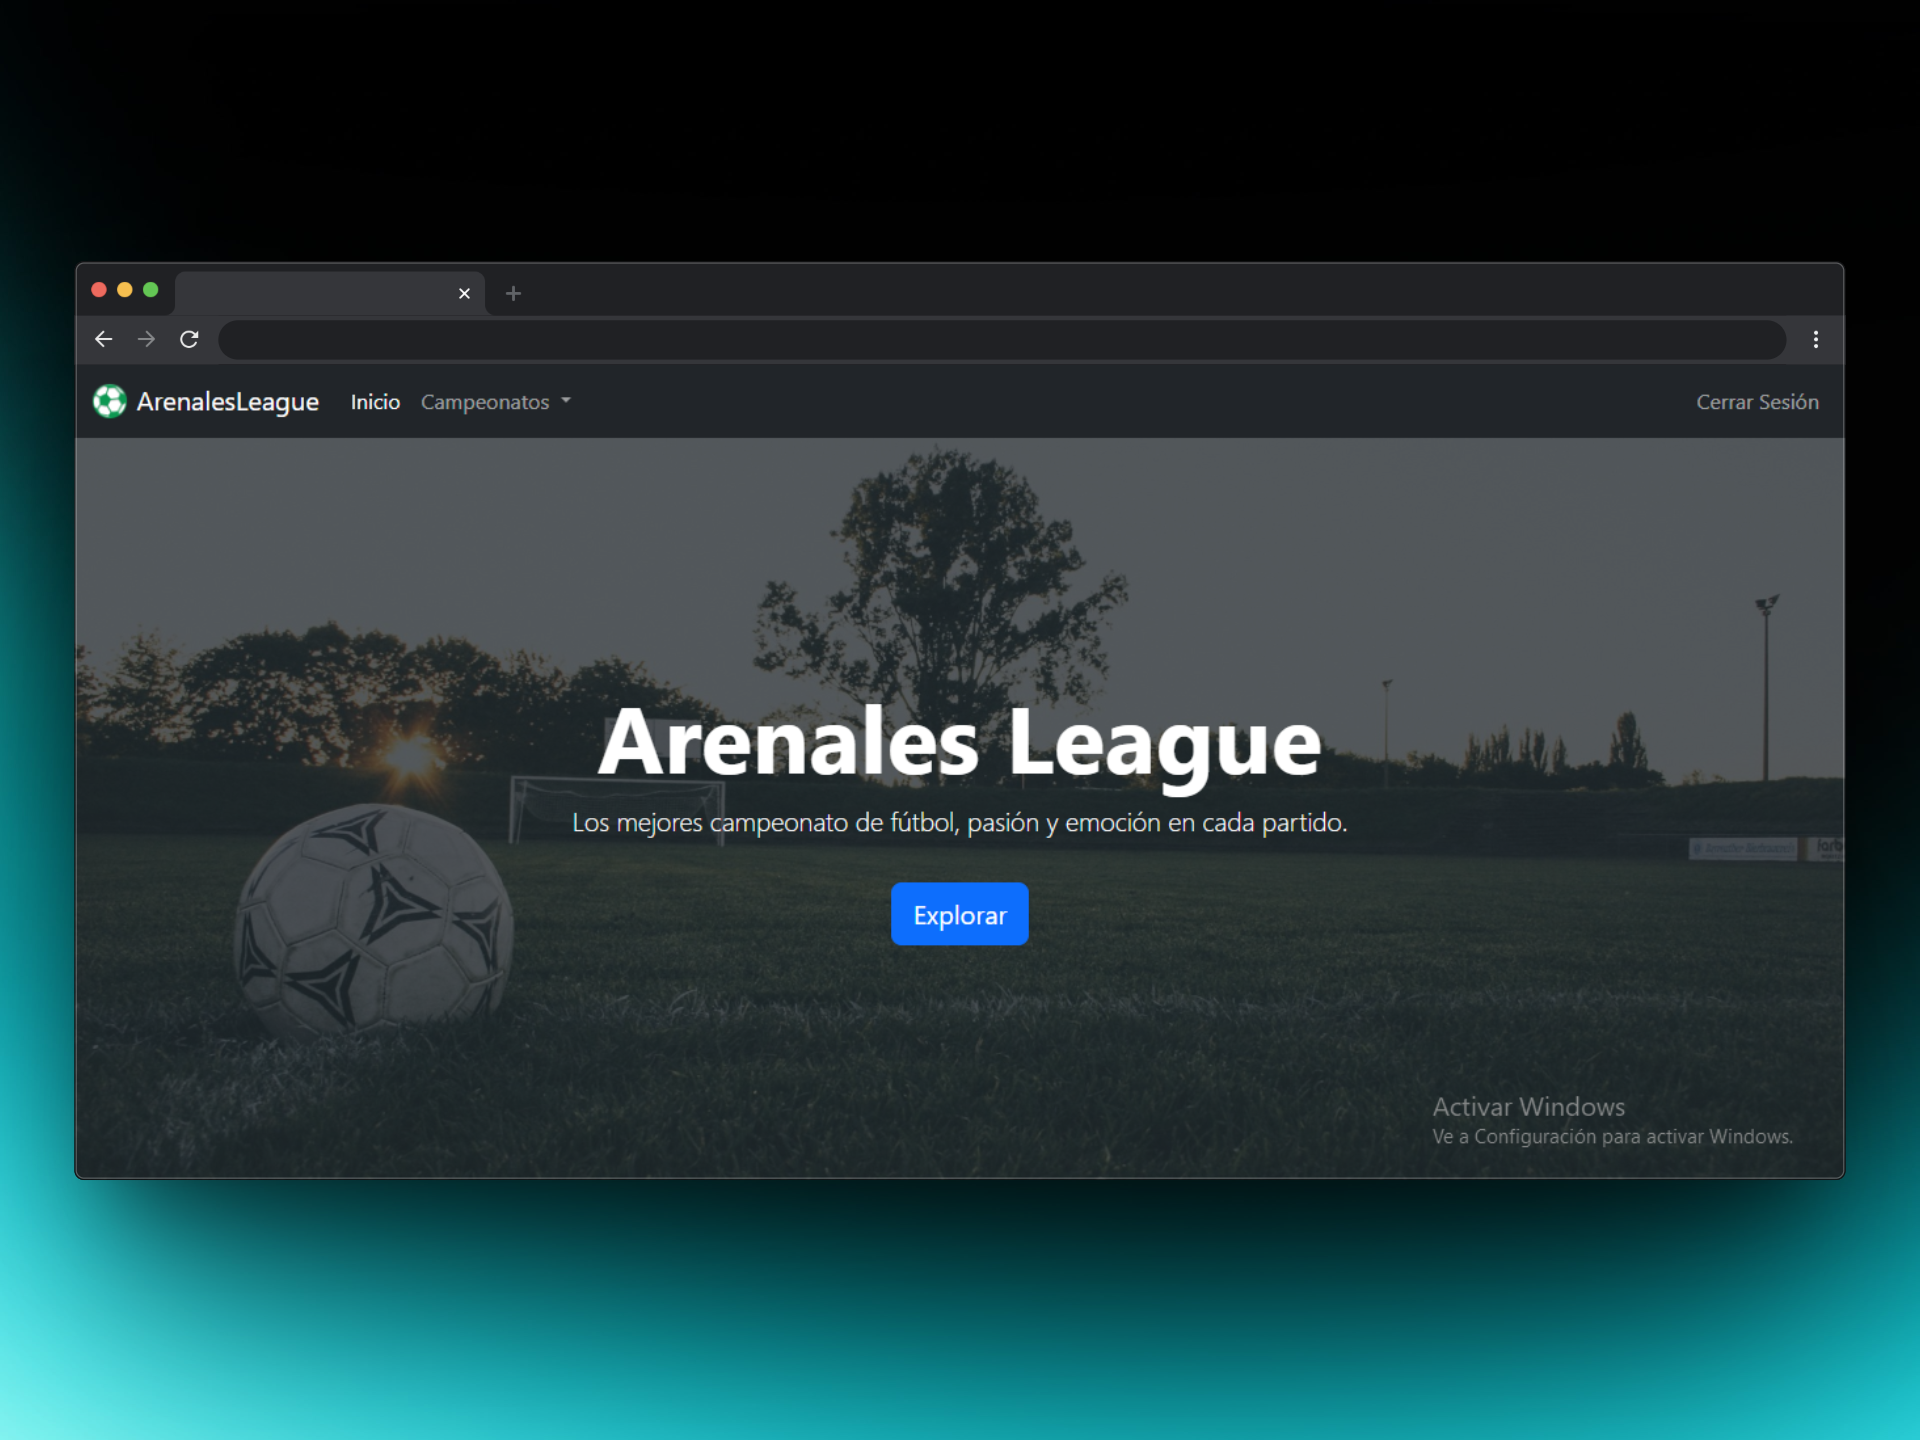 ArenalesLeague Inicio Campeonatos Cerrar Sesión
Arenales League
Los mejores campeonato de fútbol, pasión y emoción en cada partido.
Explorar
Activar Windows
Ve a Configuración para activar Windows.